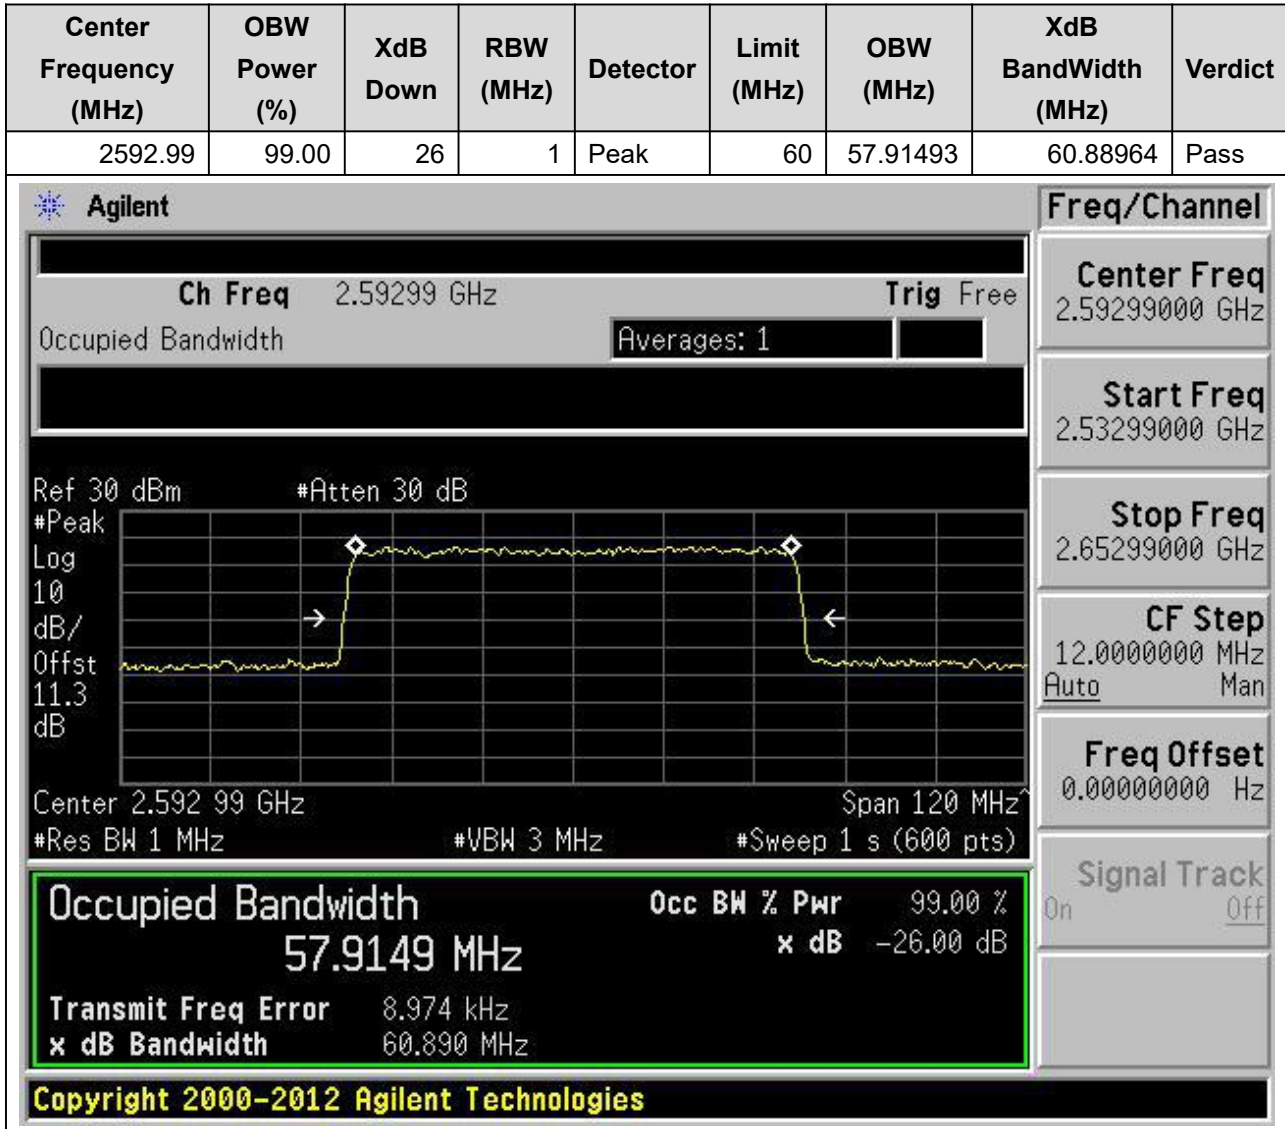 Center Frequency (MHz) OBW Power (%) XdB Down RBW (MHz) Detector Limit (MHz) OBW (MHz) XdB BandWidth (MHz) Verdict
2592.99 99.00 26 1 Peak 60 57.91493 60.88964 Pass
Agilent
Ch Freq 2.59299 GHz Trig Free
Occupied Bandwidth Averages: 1
Ref 30 dBm #Atten 30 dB
#Peak
Log
10
dB/
Offst
11.3
dB
Center 2.592 99 GHz Span 120 MHz^
#Res BW 1 MHz #VBW 3 MHz #Sweep 1 s (600 pts)
Occupied Bandwidth Occ BW % Pwr 99.00 %
57.9149 MHz x dB -26.00 dB
Transmit Freq Error 8.974 kHz
x dB Bandwidth 60.890 MHz
Copyright 2000-2012 Agilent Technologies
Freq/Channel
Center Freq
2.59299000 GHz
Start Freq
2.53299000 GHz
Stop Freq
2.65299000 GHz
CF Step
12.0000000 MHz
Auto Man
Freq Offset
0.00000000 Hz
Signal Track
On Off